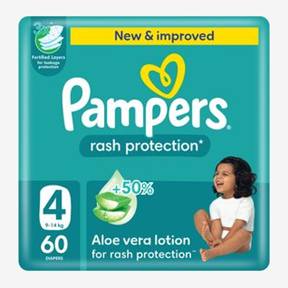 New & improved
3x
Fortified Layers
for leakage
protection
Pampers
rash protection*
+50%
4
9-14 kg
60
DIAPERS
Aloe vera lotion
for rash protection~